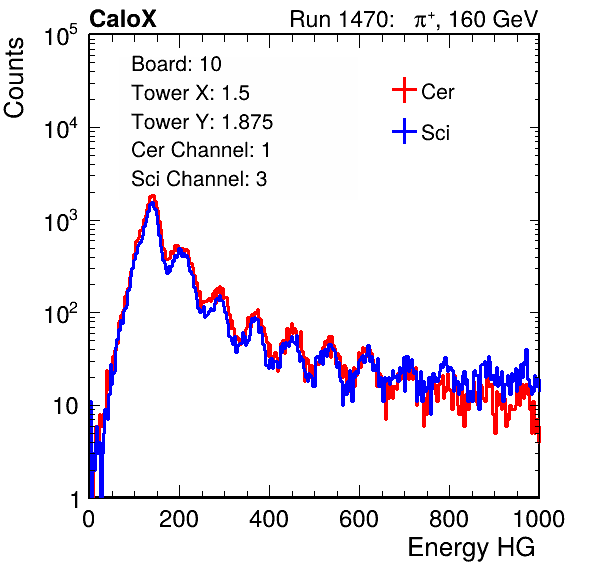 CaloX Run 1470: π⁺, 160 GeV
Counts
Board: 10
Tower X: 1.5
Tower Y: 1.875
Cer Channel: 1
Sci Channel: 3
Cer
Sci
10⁵
10⁴
10³
10²
10
1
0 200 400 600 800 1000
Energy HG